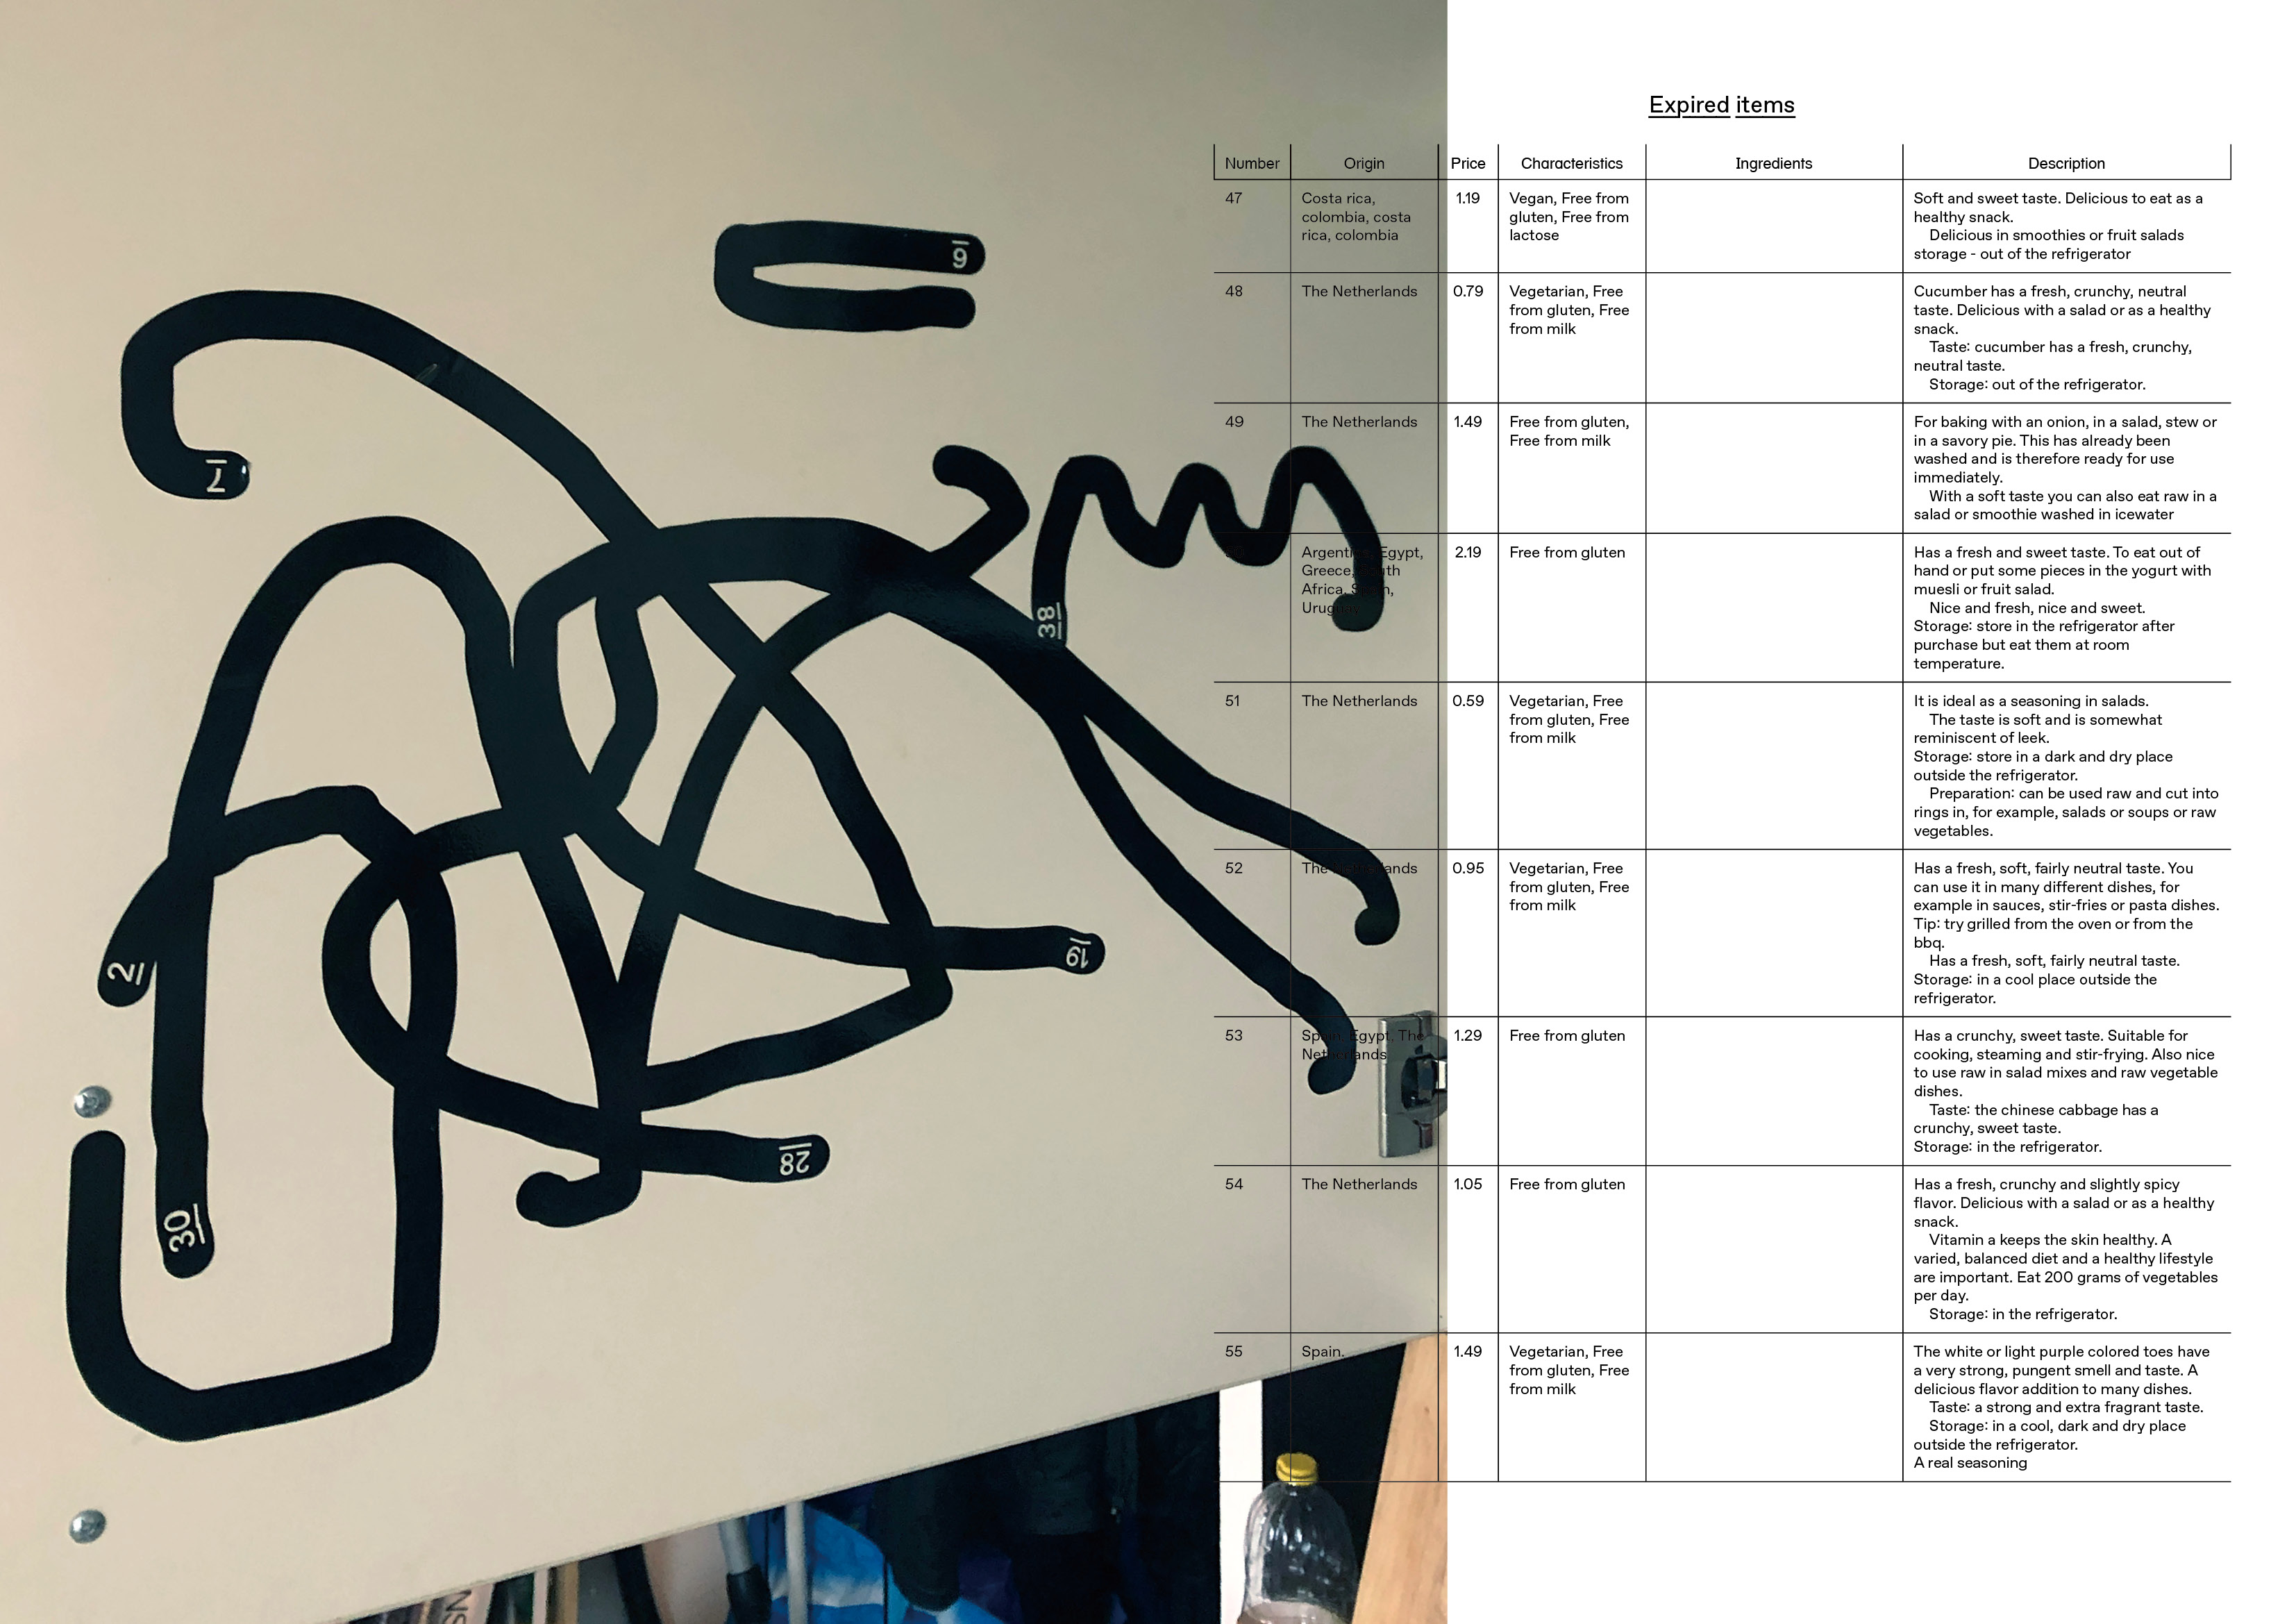 7
38
2
19
28
30
Expired items
Number Origin Price Characteristics Ingredients Description
47
Costa rica,
colombia, costa
rica, colombia
1.19
Vegan, Free from
gluten, Free from
lactose
Soft and sweet taste. Delicious to eat as a
healthy snack.
Delicious in smoothies or fruit salads
storage - out of the refrigerator
48
The Netherlands
0.79
Vegetarian, Free
from gluten, Free
from milk
Cucumber has a fresh, crunchy, neutral
taste. Delicious with a salad or as a healthy
snack.
Taste: cucumber has a fresh, crunchy,
neutral taste.
Storage: out of the refrigerator.
49
The Netherlands
1.49
Free from gluten,
Free from milk
For baking with an onion, in a salad, stew or
in a savory pie. This has already been
washed and is therefore ready for use
immediately.
With a soft taste you can also eat raw in a
salad or smoothie washed in icewater
Argentina, Egypt,
Greece, South
Africa, Spain,
Uruguay
2.19
Free from gluten
Has a fresh and sweet taste. To eat out of
hand or put some pieces in the yogurt with
muesli or fruit salad.
Nice and fresh, nice and sweet.
Storage: store in the refrigerator after
purchase but eat them at room
temperature.
51
The Netherlands
0.59
Vegetarian, Free
from gluten, Free
from milk
It is ideal as a seasoning in salads.
The taste is soft and is somewhat
reminiscent of leek.
Storage: store in a dark and dry place
outside the refrigerator.
Preparation: can be used raw and cut into
rings in, for example, salads or soups or raw
vegetables.
52
The Netherlands
0.95
Vegetarian, Free
from gluten, Free
from milk
Has a fresh, soft, fairly neutral taste. You
can use it in many different dishes, for
example in sauces, stir-fries or pasta dishes.
Tip: try grilled from the oven or from the
bbq.
Has a fresh, soft, fairly neutral taste.
Storage: in a cool place outside the
refrigerator.
53
Spain, Egypt, The
Netherlands
1.29
Free from gluten
Has a crunchy, sweet taste. Suitable for
cooking, steaming and stir-frying. Also nice
to use raw in salad mixes and raw vegetable
dishes.
Taste: the chinese cabbage has a
crunchy, sweet taste.
Storage: in the refrigerator.
54
The Netherlands
1.05
Free from gluten
Has a fresh, crunchy and slightly spicy
flavor. Delicious with a salad or as a healthy
snack.
Vitamin a keeps the skin healthy. A
varied, balanced diet and a healthy lifestyle
are important. Eat 200 grams of vegetables
per day.
Storage: in the refrigerator.
55
Spain.
1.49
Vegetarian, Free
from gluten, Free
from milk
The white or light purple colored toes have
a very strong, pungent smell and taste. A
delicious flavor addition to many dishes.
Taste: a strong and extra fragrant taste.
Storage: in a cool, dark and dry place
outside the refrigerator.
A real seasoning